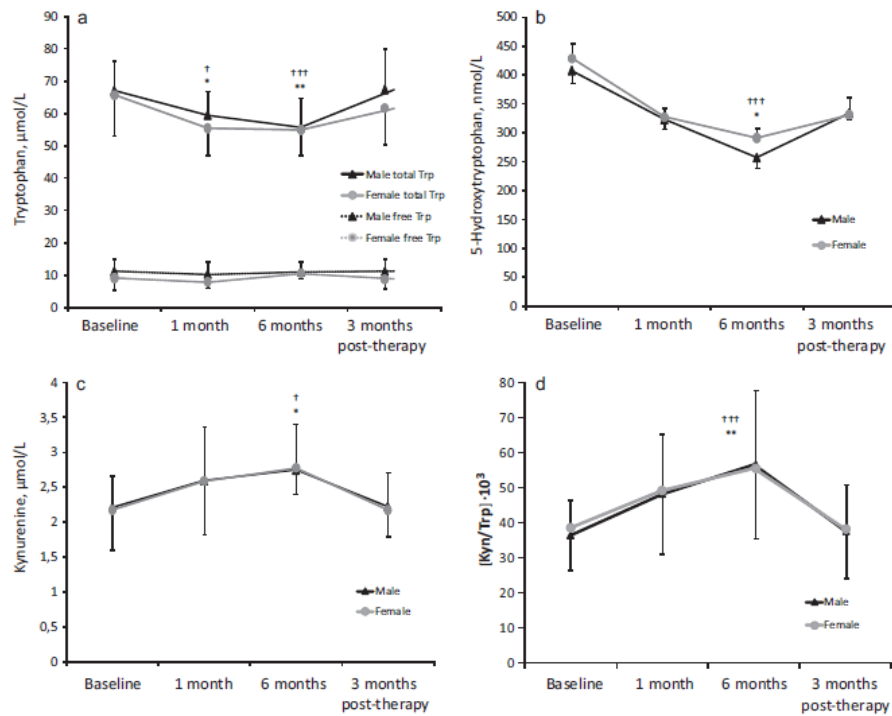 a
Tryptophan, µmol/L
90
80
70
60
50
40
30
20
10
0
†
*
†††
**
Male total Trp
Female total Trp
Male free Trp
Female free Trp
Baseline
1 month
6 months
3 months
post-therapy
b
5-Hydroxytryptophan, nmol/L
500
450
400
350
300
250
200
150
100
50
0
†††
*
Male
Female
Baseline
1 month
6 months
3 months
post-therapy
c
Kynurenine, µmol/L
4
3,5
3
2,5
2
1,5
1
0,5
0
†
*
Male
Female
Baseline
1 month
6 months
3 months
post-therapy
d
[Kyn/Trp]·10³
80
70
60
50
40
30
20
10
0
†††
**
Male
Female
Baseline
1 month
6 months
3 months
post-therapy